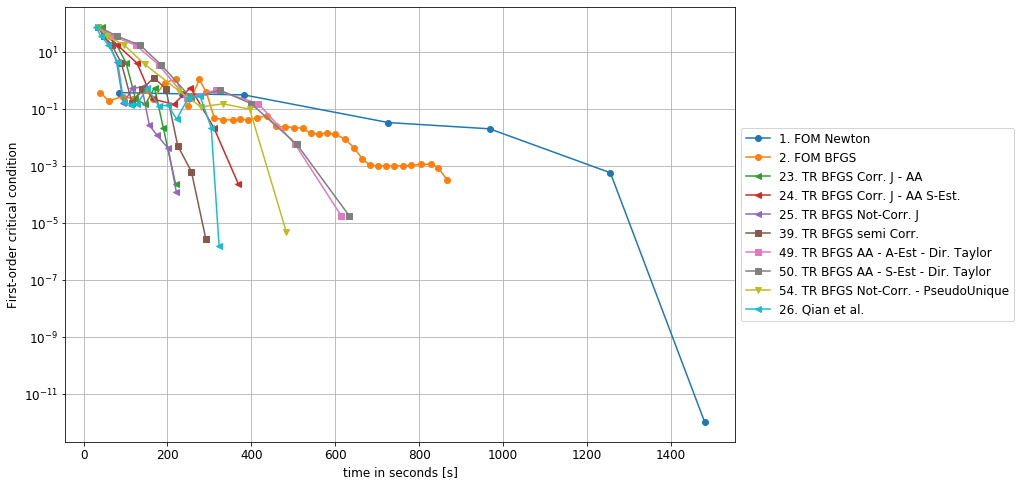 First-order critical condition
10^1
10^-1
10^-3
10^-5
10^-7
10^-9
10^-11
0 200 400 600 800 1000 1200 1400
time in seconds [s]
1. FOM Newton
2. FOM BFGS
23. TR BFGS Corr. J - AA
24. TR BFGS Corr. J - AA S-Est.
25. TR BFGS Not-Corr. J
39. TR BFGS semi Corr.
49. TR BFGS AA - A-Est - Dir. Taylor
50. TR BFGS AA - S-Est - Dir. Taylor
54. TR BFGS Not-Corr. - PseudoUnique
26. Qian et al.